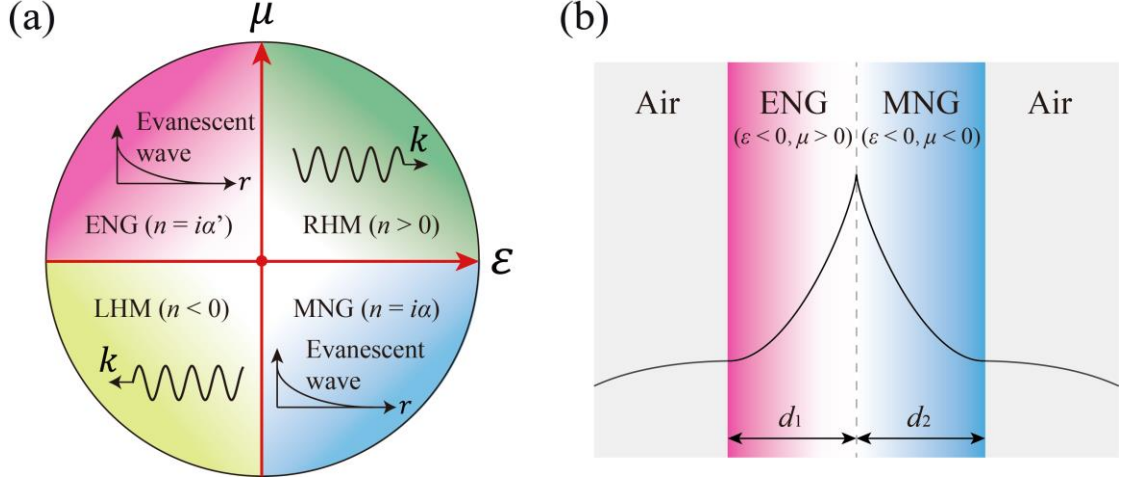 (a)
μ
Evanescent
wave
r
k
ENG (n = iα’)
RHM (n > 0)
ε
LHM (n < 0)
MNG (n = iα)
k
Evanescent
wave
r
(b)
Air
ENG
(ε < 0, μ > 0)
MNG
(ε < 0, μ < 0)
Air
d₁
d₂